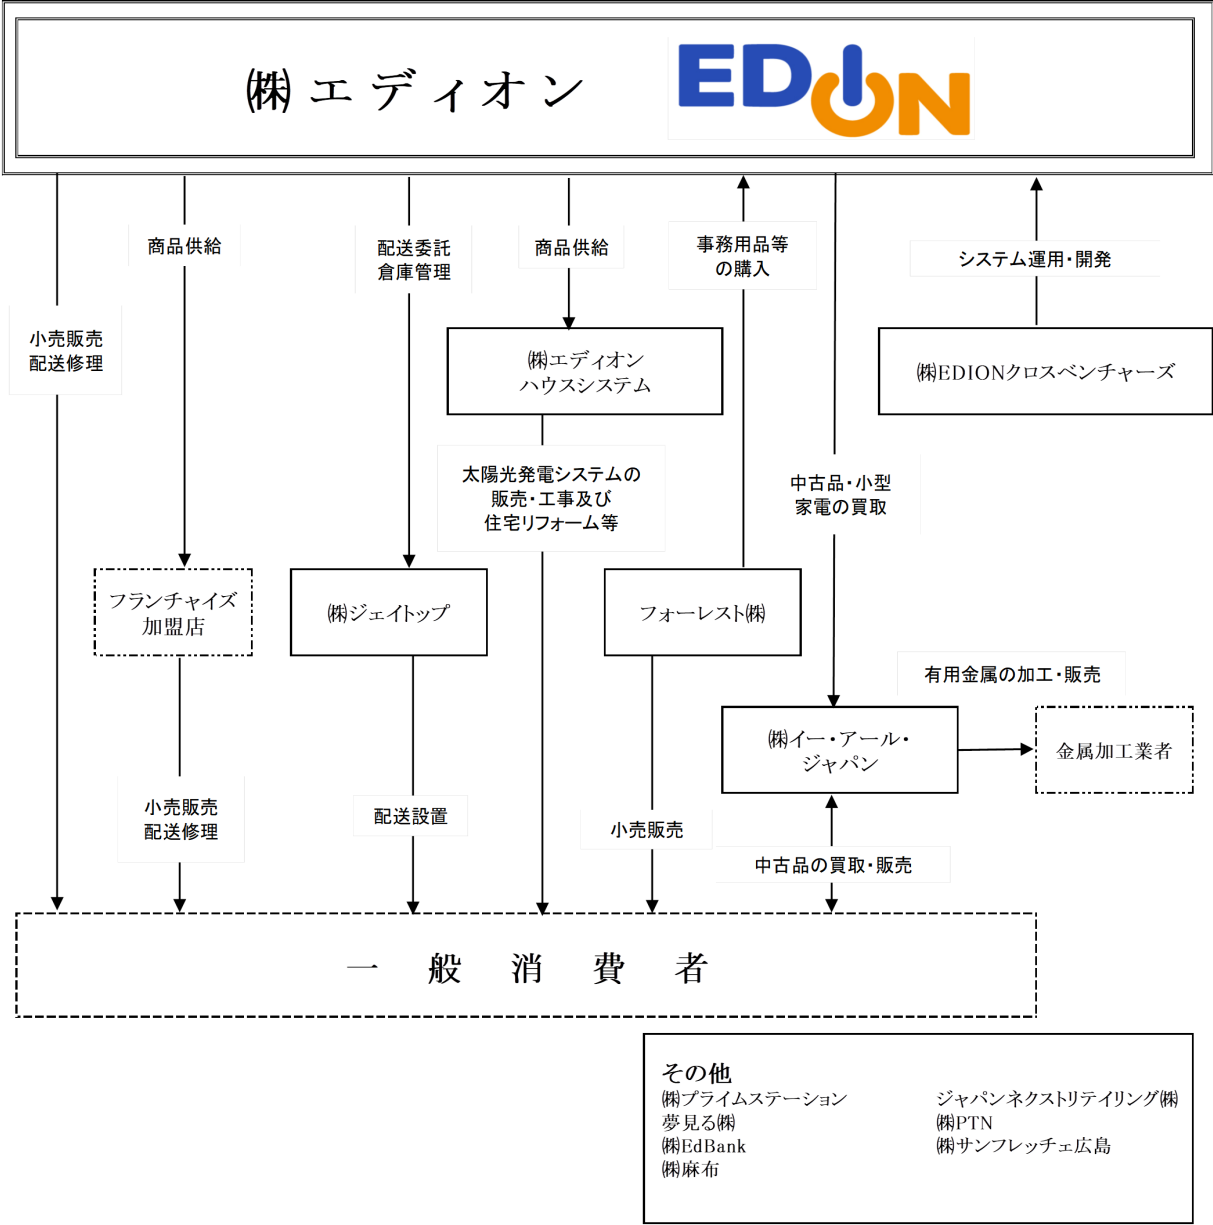 ㈱エディオン
EDION
商品供給
配送委託
倉庫管理
商品供給
事務用品等
の購入
システム運用・開発
小売販売
配送修理
㈱エディオン
ハウスシステム
㈱EDIONクロスベンチャーズ
太陽光発電システムの
販売・工事及び
住宅リフォーム等
中古品・小型
家電の買取
フランチャイズ
加盟店
㈱ジェイトップ
フォーレスト㈱
有用金属の加工・販売
㈱イー・アール・
ジャパン
金属加工業者
小売販売
配送修理
配送設置
小売販売
中古品の買取・販売
一般消費者
その他
㈱プライムステーション
夢見る㈱
㈱EdBank
㈱麻布
ジャパンネクストリテイリング㈱
㈱PTN
㈱サンフレッチェ広島